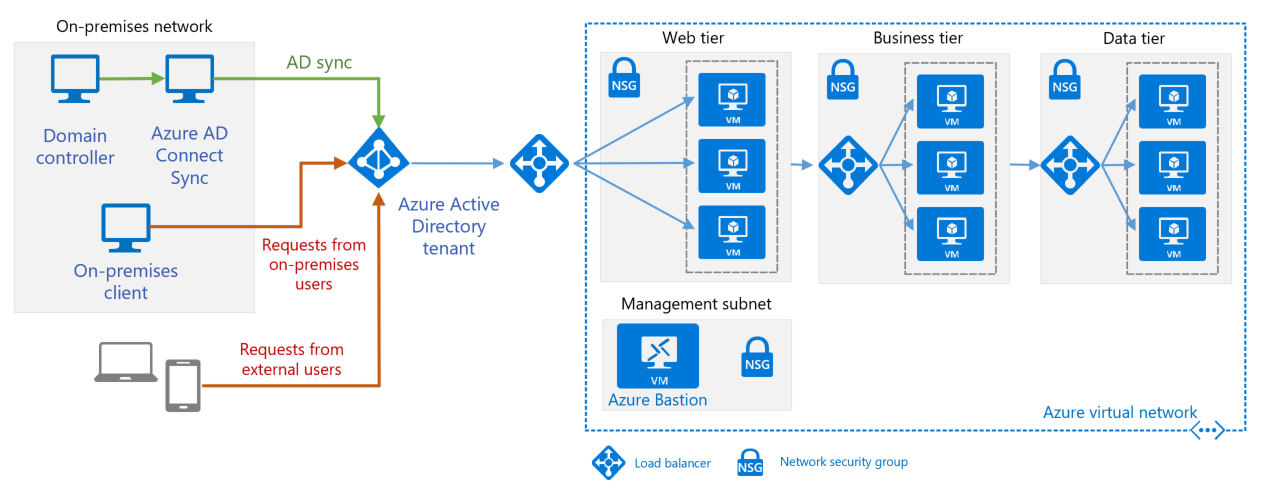 On-premises network
AD sync
Domain
controller
Azure AD
Connect
Sync
On-premises
client
Requests from
on-premises
users
Azure Active
Directory
tenant
Requests from
external users
Web tier
NSG
VM
VM
VM
Business tier
NSG
VM
VM
VM
Data tier
NSG
VM
VM
VM
Management subnet
VM
NSG
Azure Bastion
Azure virtual network
Load balancer
NSG
Network security group